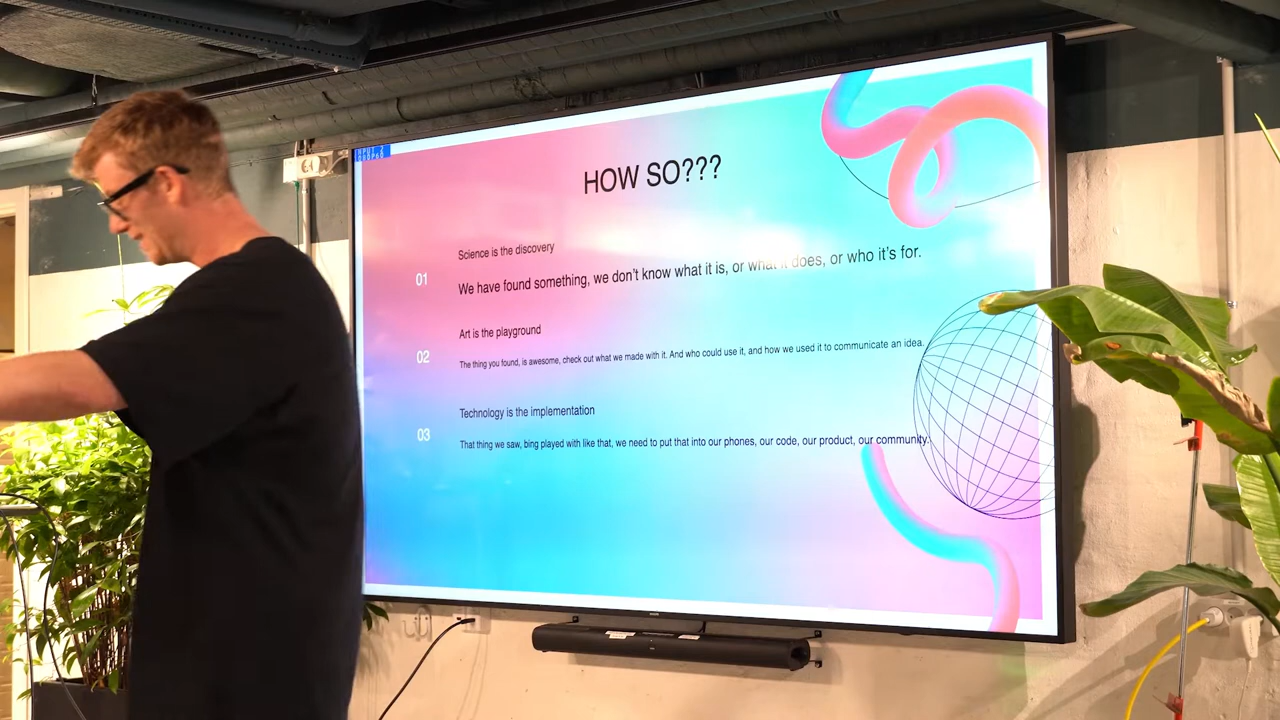 INPUT 2
HOW SO???
Science is the discovery
01
We have found something, we don't know what it is, or what it does, or who it's for.
Art is the playground
02
The thing you found, is awesome, check out what we made with it. And who could use it, and how we used it to communicate an idea.
Technology is the implementation
03
That thing we saw, bing played with like that, we need to put that into our phones, our code, our product, our community.